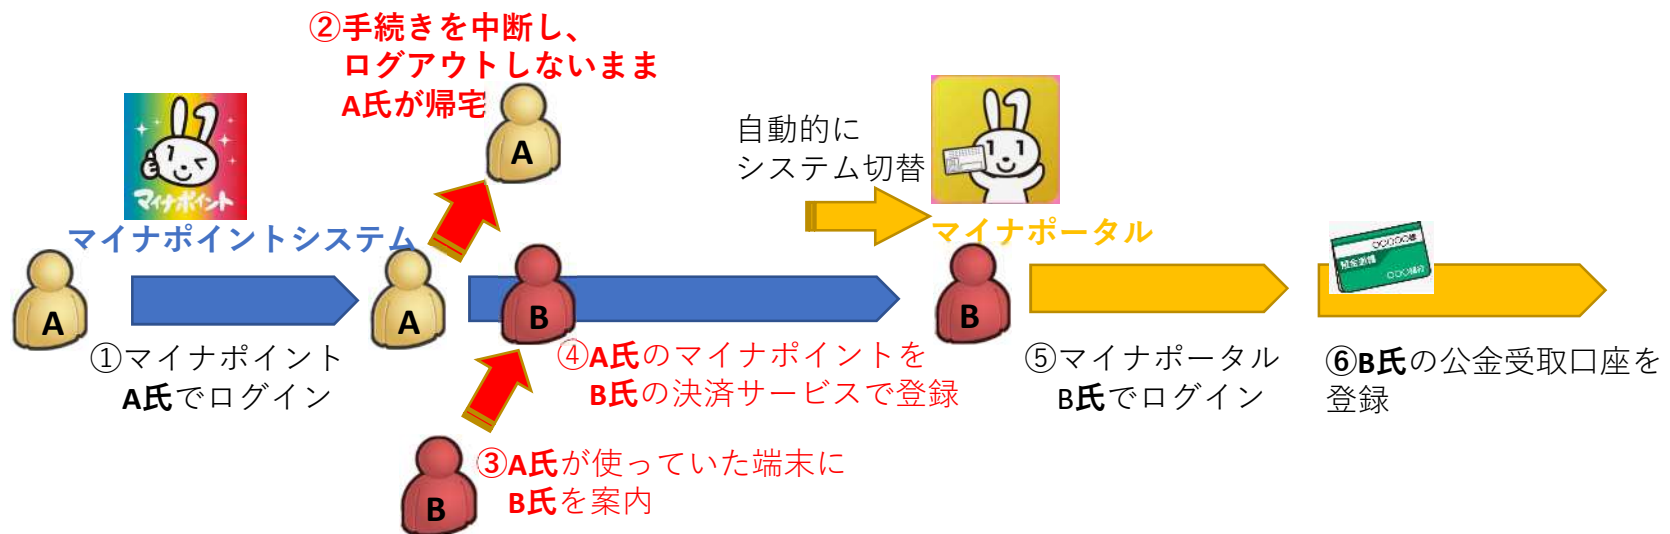 ②手続きを中断し、
ログアウトしないまま
A氏が帰宅
A
自動的に
システム切替
マイナポイント
マイナポイントシステム
マイナポータル
A
A
B
B
①マイナポイント
A氏でログイン
④A氏のマイナポイントを
B氏の決済サービスで登録
⑤マイナポータル
B氏でログイン
⑥B氏の公金受取口座を
登録
③A氏が使っていた端末に
B氏を案内
B